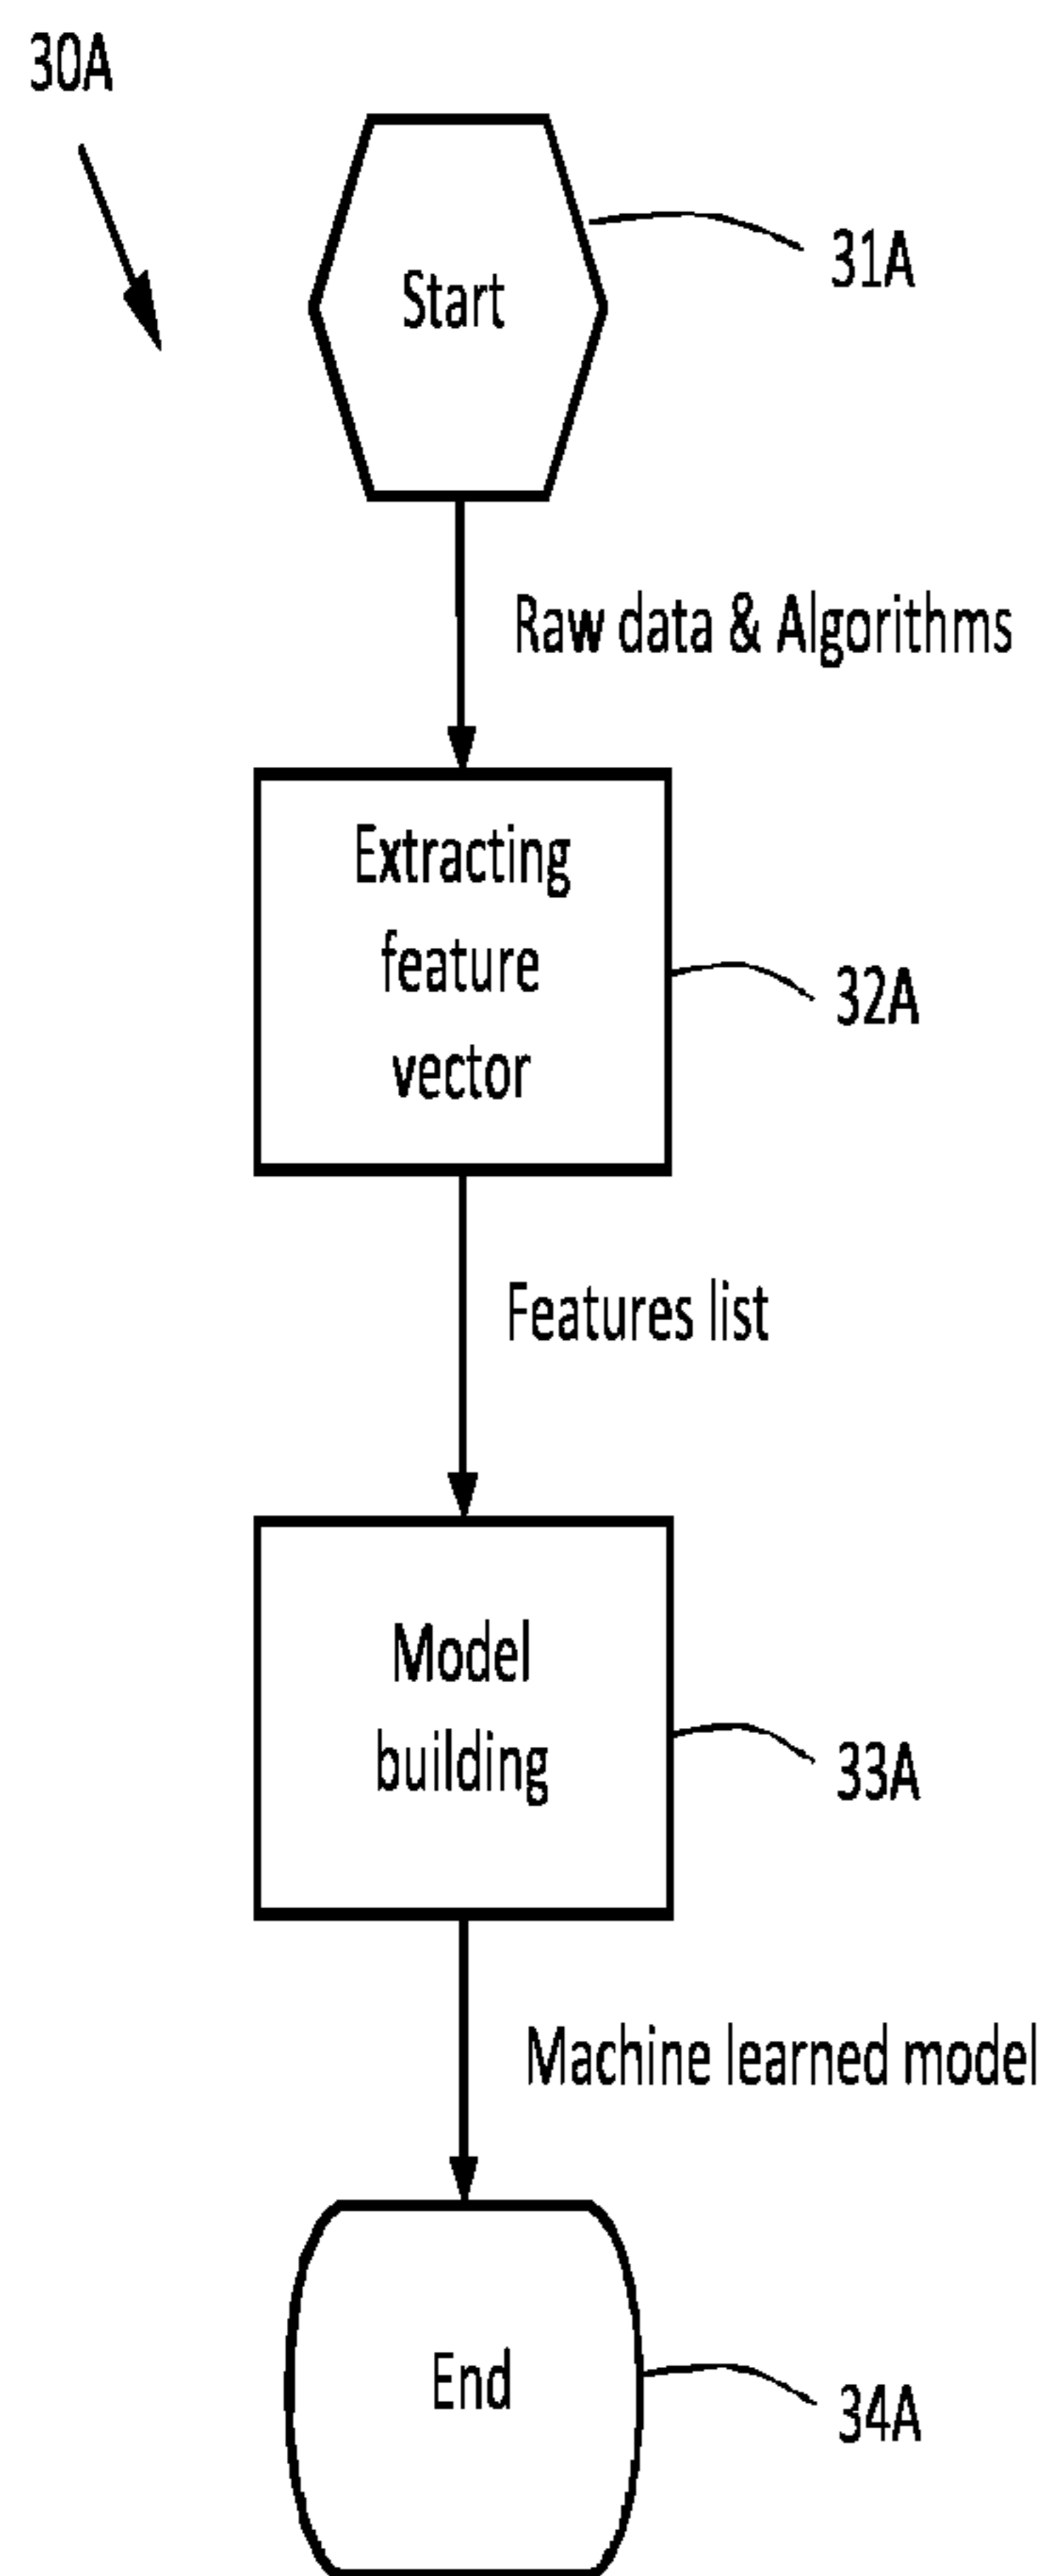 30A
31A
Start
Raw data & Algorithms
Extracting
feature
vector
32A
Features list
Model
building
33A
Machine learned model
End
34A